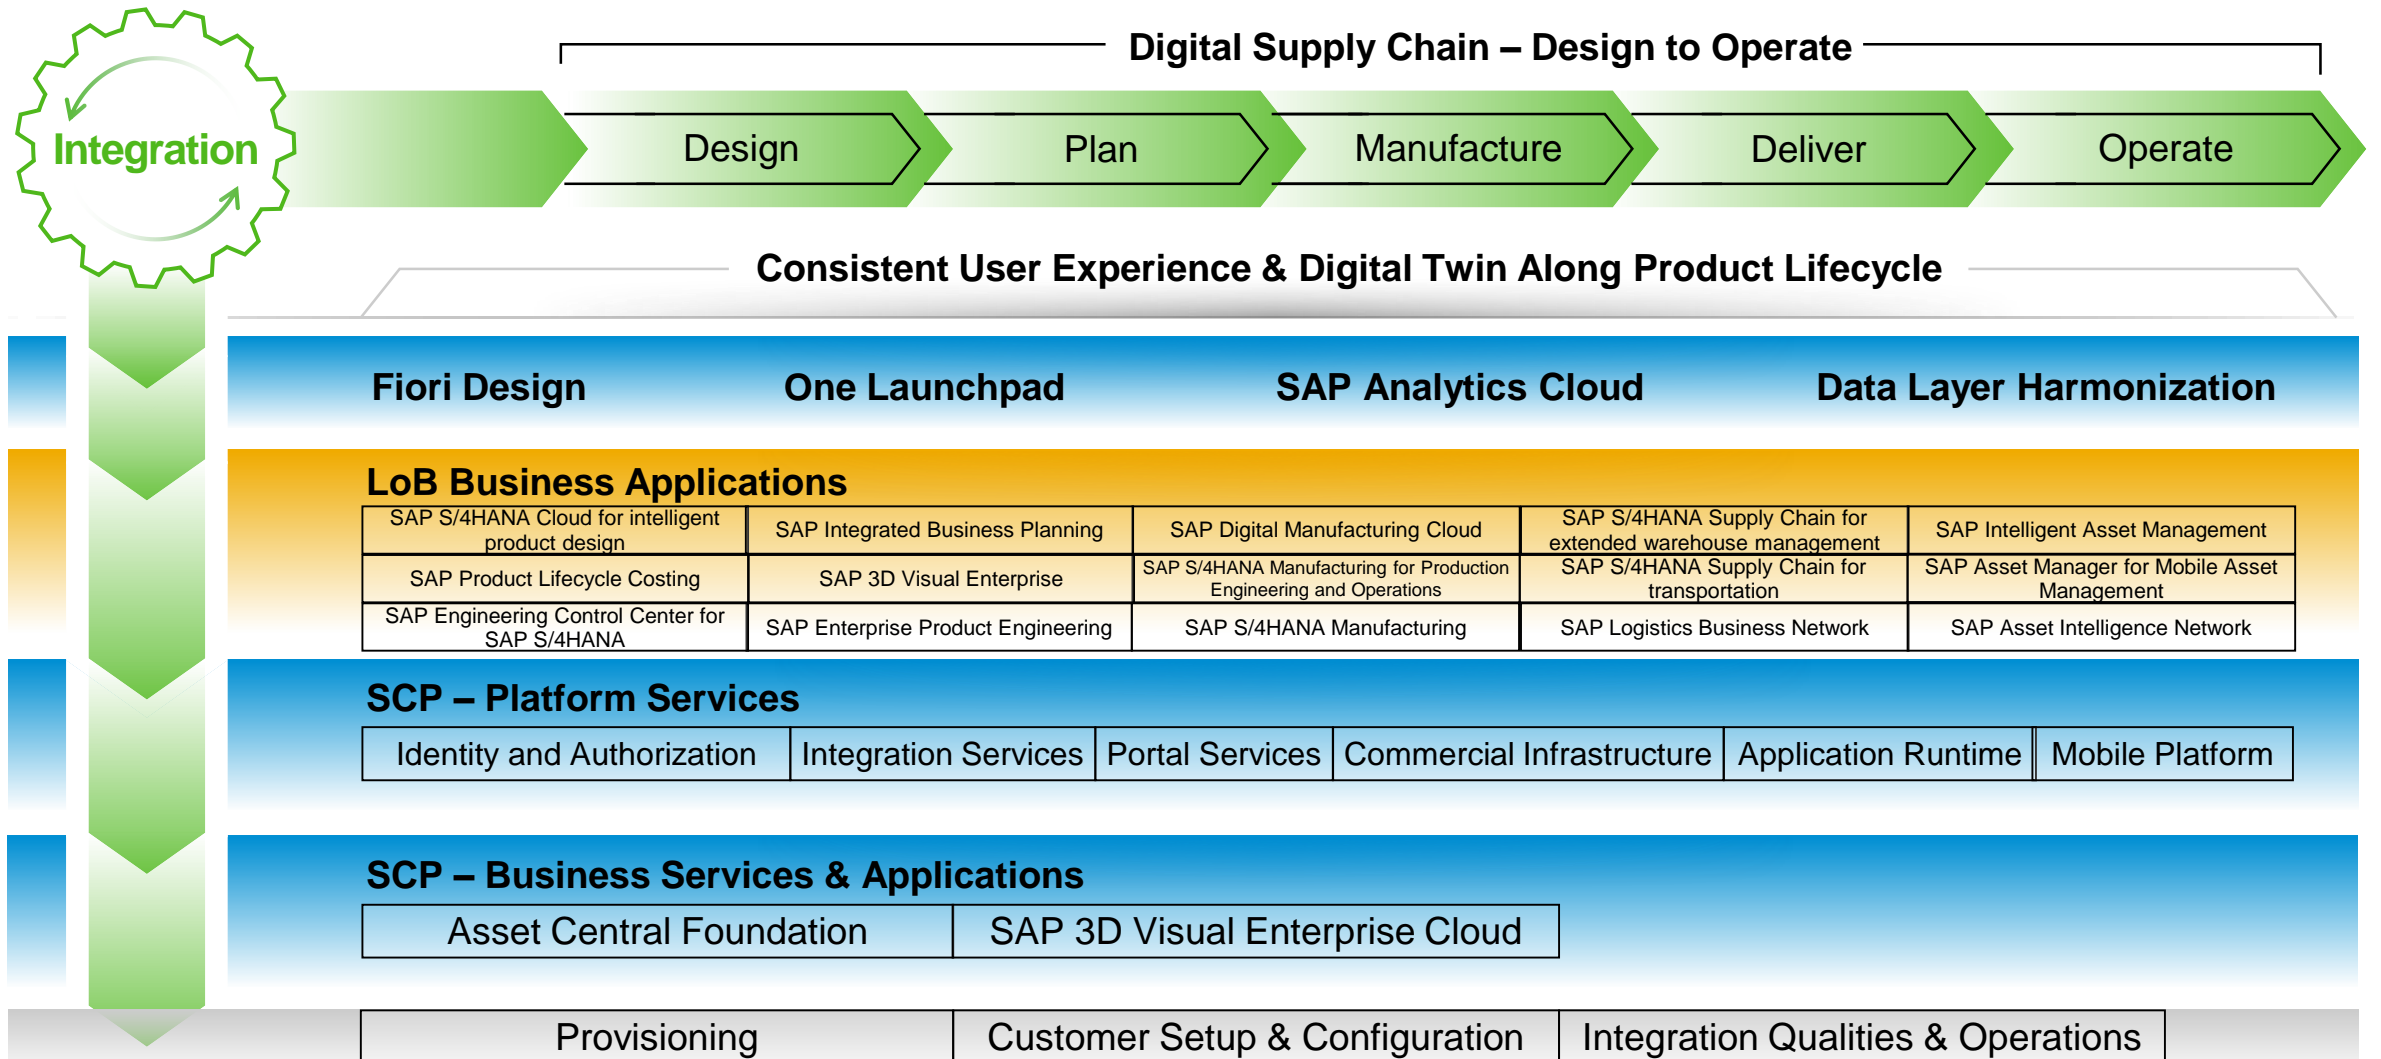 Digital Supply Chain – Design to Operate
Integration
Design
Plan
Manufacture
Deliver
Operate
Consistent User Experience & Digital Twin Along Product Lifecycle
Fiori Design
One Launchpad
SAP Analytics Cloud
Data Layer Harmonization
LoB Business Applications
SAP S/4HANA Cloud for intelligent
product design
SAP Integrated Business Planning
SAP Digital Manufacturing Cloud
SAP S/4HANA Supply Chain for
extended warehouse management
SAP Intelligent Asset Management
SAP Product Lifecycle Costing
SAP 3D Visual Enterprise
SAP S/4HANA Manufacturing for Production
Engineering and Operations
SAP S/4HANA Supply Chain for
transportation
SAP Asset Manager for Mobile Asset
Management
SAP Engineering Control Center for
SAP S/4HANA
SAP Enterprise Product Engineering
SAP S/4HANA Manufacturing
SAP Logistics Business Network
SAP Asset Intelligence Network
SCP – Platform Services
Identity and Authorization
Integration Services
Portal Services
Commercial Infrastructure
Application Runtime
Mobile Platform
SCP – Business Services & Applications
Asset Central Foundation
SAP 3D Visual Enterprise Cloud
Provisioning
Customer Setup & Configuration
Integration Qualities & Operations